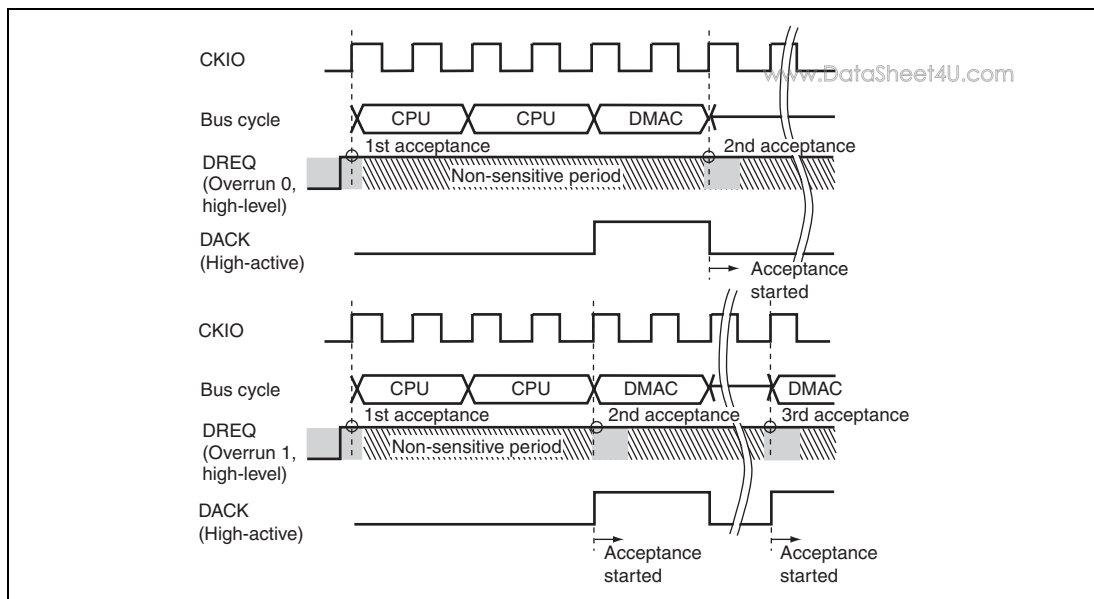 CKIO
www.DataSheet4U.com
Bus cycle
CPU
CPU
DMAC
1st acceptance
2nd acceptance
DREQ
(Overrun 0,
high-level)
Non-sensitive period
DACK
(High-active)
Acceptance
started
CKIO
Bus cycle
CPU
CPU
DMAC
DMAC
1st acceptance
2nd acceptance
3rd acceptance
DREQ
(Overrun 1,
high-level)
Non-sensitive period
DACK
(High-active)
Acceptance
started
Acceptance
started